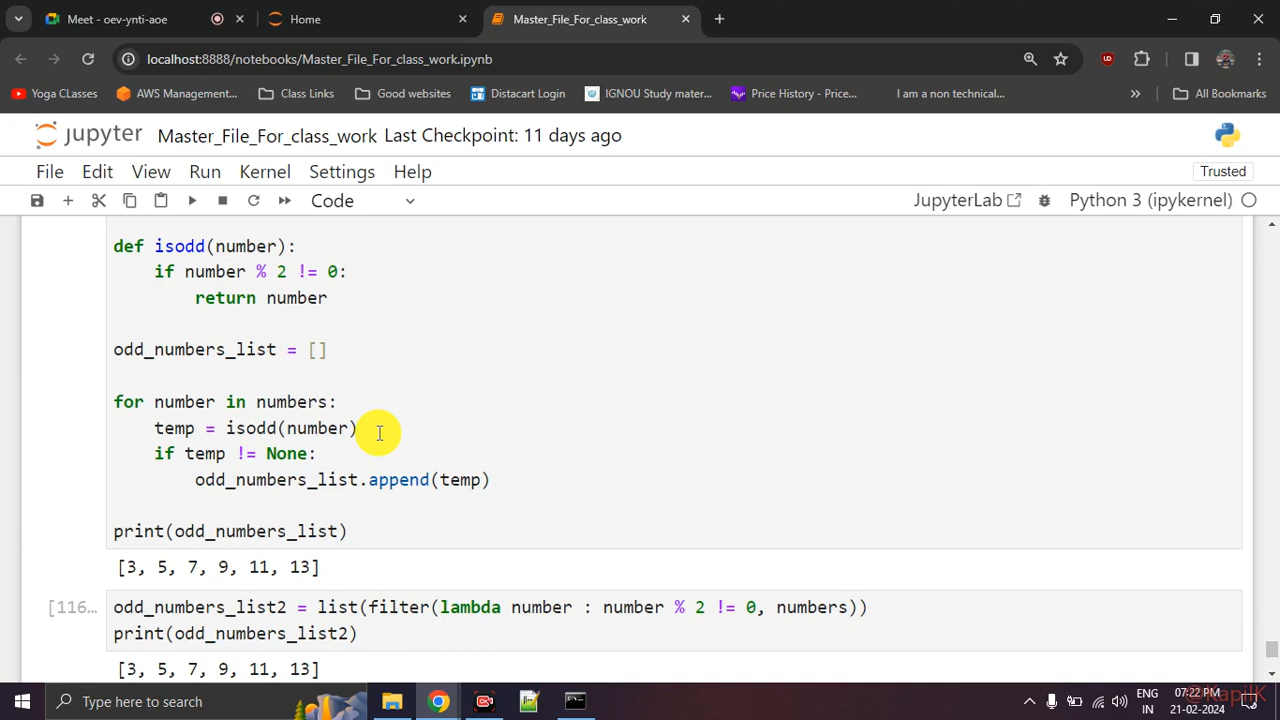 Meet - oev-ynti-aoe
Home
Master_File_For_class_work
localhost:8888/notebooks/Master_File_For_class_work.ipynb
Yoga CLasses
AWS Management...
Class Links
Good websites
Distacart Login
IGNOU Study mater...
Price History - Price...
I am a non technical...
All Bookmarks
jupyter Master_File_For_class_work Last Checkpoint: 11 days ago
File Edit View Run Kernel Settings Help
Trusted
Code
JupyterLab
Python 3 (ipykernel)
def isodd(number):
    if number % 2 != 0:
        return number
odd_numbers_list = []
for number in numbers:
    temp = isodd(number)
    if temp != None:
        odd_numbers_list.append(temp)
print(odd_numbers_list)
[3, 5, 7, 9, 11, 13]
[116...
odd_numbers_list2 = list(filter(lambda number : number % 2 != 0, numbers))
print(odd_numbers_list2)
[3, 5, 7, 9, 11, 13]
Type here to search
ENG
IN
07:22 PM
21-02-2024
@KapilK